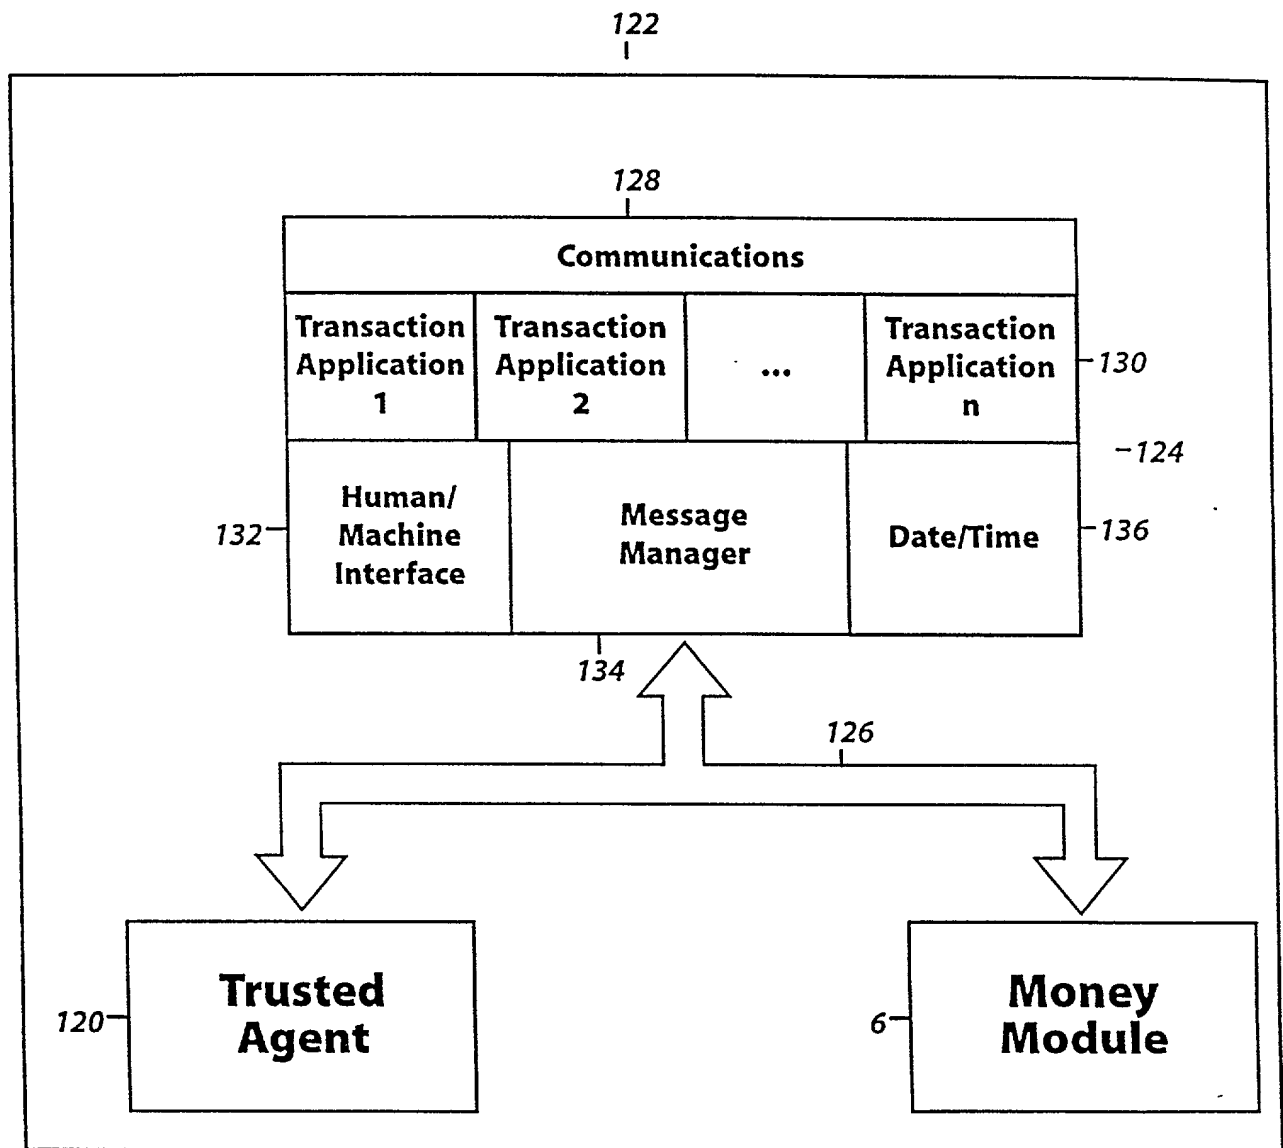 122
128
Communications
Transaction
Application
1
Transaction
Application
2
...
Transaction
Application
n
130
124
132
Human/
Machine
Interface
Message
Manager
Date/Time
136
134
126
120
Trusted
Agent
6
Money
Module